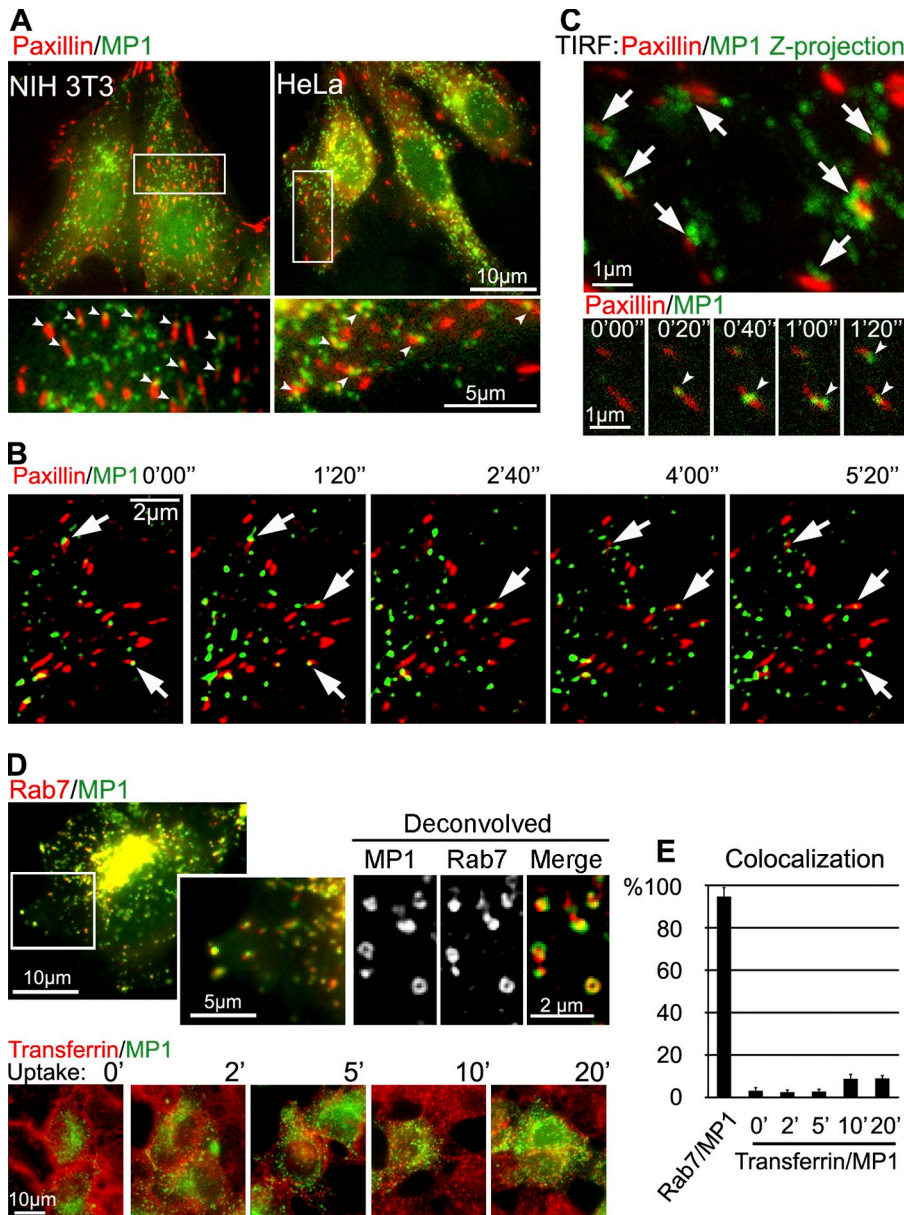 A
Paxillin/MP1
NIH 3T3
HeLa
10µm
5µm
C
TIRF: Paxillin/MP1 Z-projection
1µm
Paxillin/MP1
0'00'' 0'20'' 0'40'' 1'00'' 1'20''
1µm
B
Paxillin/MP1 0'00'' 1'20'' 2'40'' 4'00'' 5'20''
2µm
D
Rab7/MP1
10µm
5µm
Deconvolved
MP1 Rab7 Merge
2 µm
Transferrin/MP1
Uptake: 0' 2' 5' 10' 20'
10µm
E
Colocalization
%100
80
60
40
20
0
Rab7/MP1
0' 2' 5' 10' 20'
Transferrin/MP1